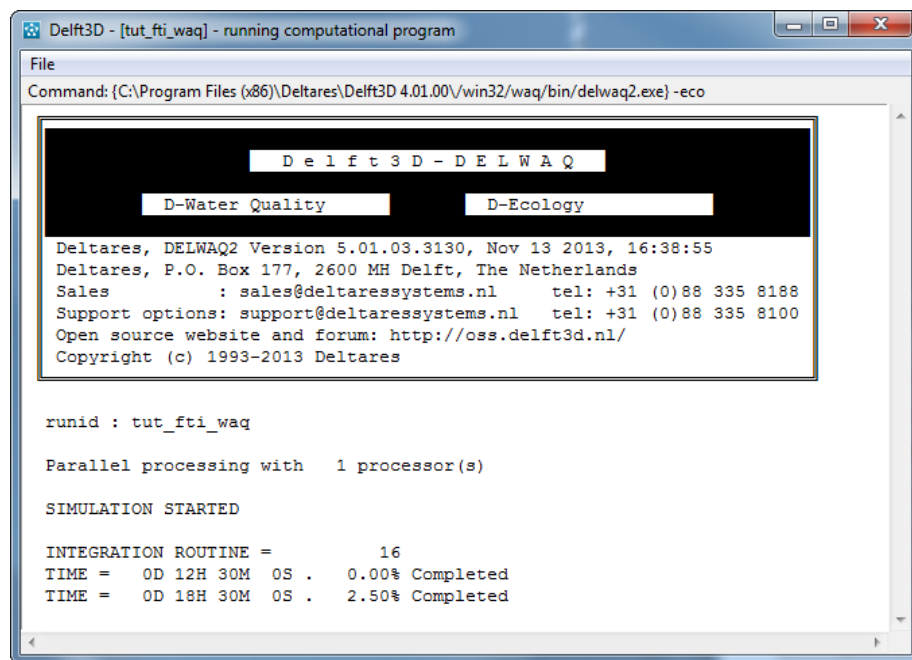 Delft3D - [tut_fti_waq] - running computational program
File
Command: {C:\Program Files (x86)\Deltares\Delft3D 4.01.00\/win32/waq/bin/delwaq2.exe} -eco
D e l f t 3 D - D E L W A Q
D-Water Quality D-Ecology
Deltares, DELWAQ2 Version 5.01.03.3130, Nov 13 2013, 16:38:55
Deltares, P.O. Box 177, 2600 MH Delft, The Netherlands
Sales : sales@deltaressystems.nl tel: +31 (0)88 335 8188
Support options: support@deltaressystems.nl tel: +31 (0)88 335 8100
Open source website and forum: http://oss.delft3d.nl/
Copyright (c) 1993-2013 Deltares
runid : tut_fti_waq
Parallel processing with 1 processor(s)
SIMULATION STARTED
INTEGRATION ROUTINE = 16
TIME = 0D 12H 30M 0S . 0.00% Completed
TIME = 0D 18H 30M 0S . 2.50% Completed